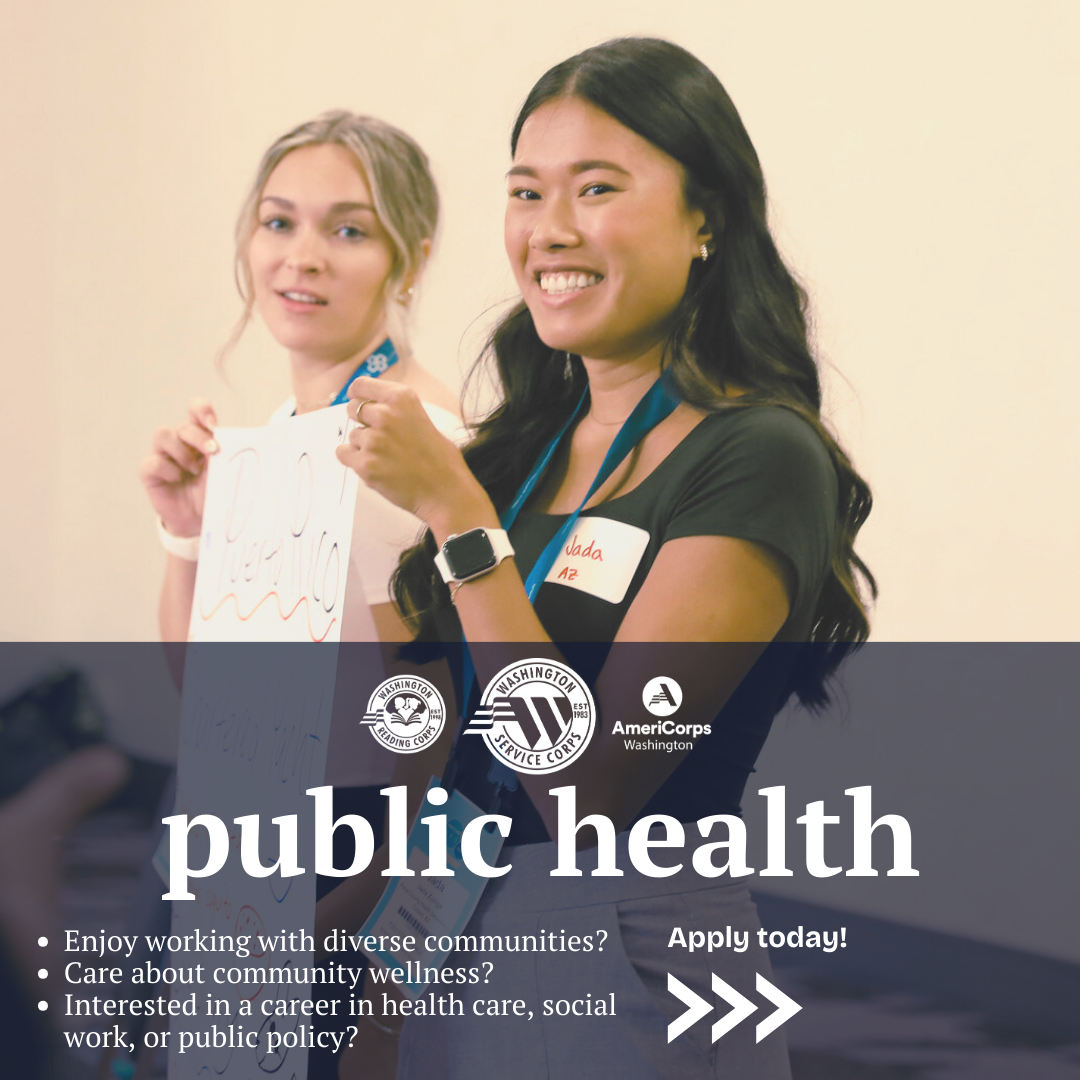 Jada
AZ
WASHINGTON
READING CORPS
EST
1998
WASHINGTON
SERVICE CORPS
EST
1983
AmeriCorps
Washington
public health
• Enjoy working with diverse communities?
• Care about community wellness?
• Interested in a career in health care, social
work, or public policy?
Apply today!